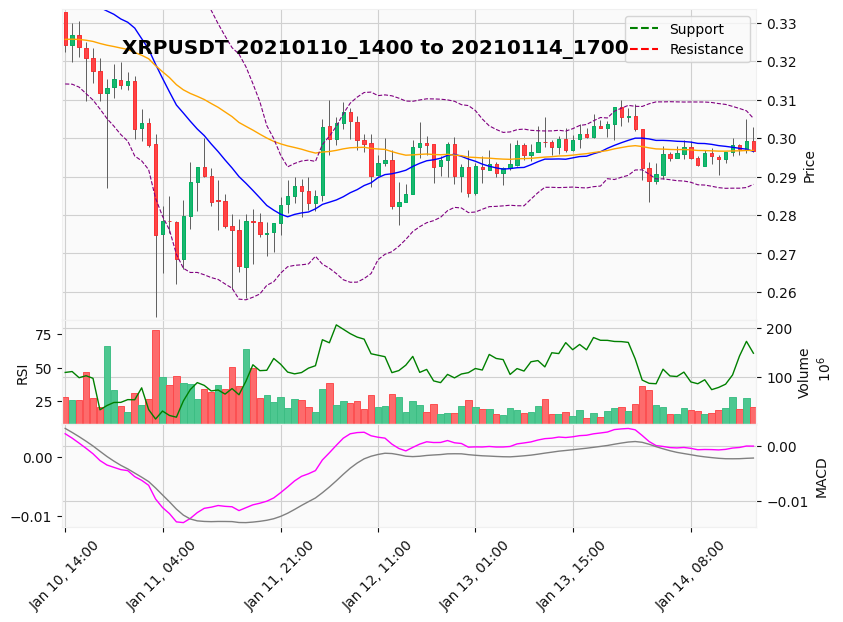 XRPUSDT 20210110_1400 to 20210114_1700
Support
Resistance
0.33
0.32
0.31
0.30
0.29
0.28
0.27
0.26
Price
75
50
25
RSI
200
100
Volume
10^6
0.00
−0.01
0.00
−0.01
MACD
Jan 10, 14:00
Jan 11, 04:00
Jan 11, 21:00
Jan 12, 11:00
Jan 13, 01:00
Jan 13, 15:00
Jan 14, 08:00